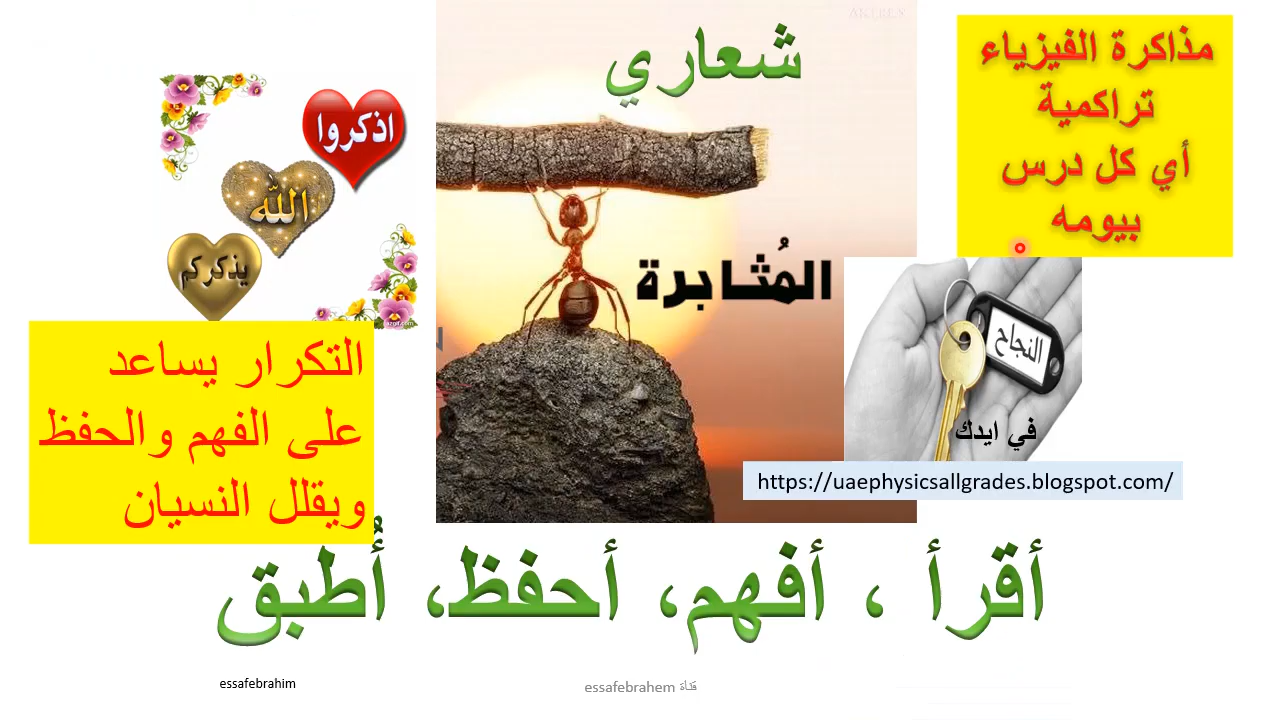 شعاري
مذاكرة الفيزياء
تراكمية
أي كل درس
بيومه
اذكروا
الله
يذكركم
المُثابرة
النجاح
في ايدك
التكرار يساعد
على الفهم والحفظ
ويقلل النسيان
https://uaephysicsallgrades.blogspot.com/
أقرأ ، أفهم، أحفظ، أُطبق
essafebrahim
essafebrahem قناة